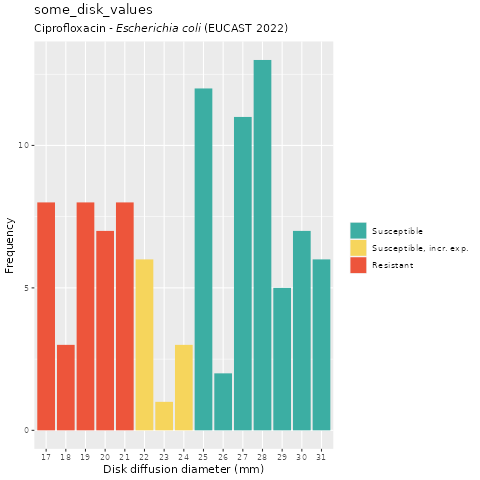 some_disk_values
Ciprofloxacin - Escherichia coli (EUCAST 2022)
Frequency
10
5
0
17 18 19 20 21 22 23 24 25 26 27 28 29 30 31
Disk diffusion diameter (mm)
Susceptible
Susceptible, incr. exp.
Resistant